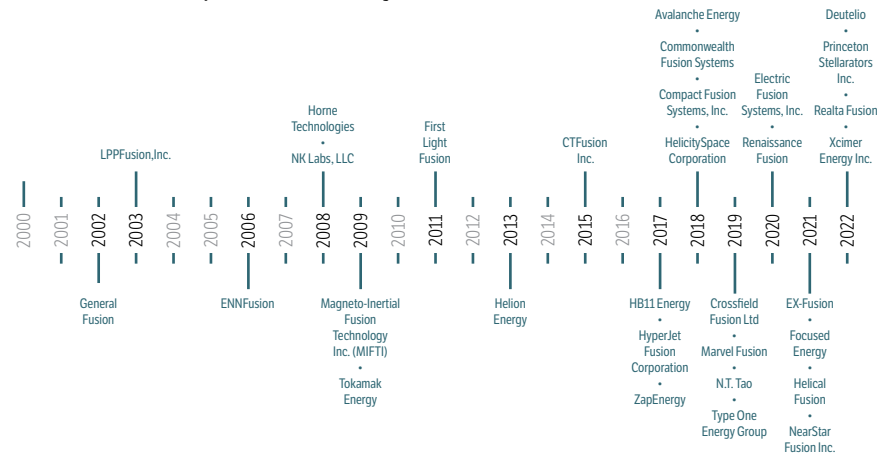 Avalanche Energy
•
Commonwealth
Fusion Systems
•
Compact Fusion
Systems, Inc.
•
HelicitySpace
Corporation
Deutelio
•
Princeton
Stellarators
Inc.
•
Realta Fusion
•
Xcimer
Energy Inc.
Electric
Fusion
Systems, Inc.
•
Renaissance
Fusion
Horne
Technologies
•
NK Labs, LLC
First
Light
Fusion
CTFusion
Inc.
LPPFusion,Inc.
2000
2001
2002
2003
2004
2005
2006
2007
2008
2009
2010
2011
2012
2013
2014
2015
2016
2017
2018
2019
2020
2021
2022
General
Fusion
ENNFusion
Magneto-Inertial
Fusion
Technology
Inc. (MIFTI)
•
Tokamak
Energy
Helion
Energy
HB11 Energy
•
HyperJet
Fusion
Corporation
•
ZapEnergy
Crossfield
Fusion Ltd
•
Marvel Fusion
•
N.T. Tao
•
Type One
Energy Group
EX-Fusion
•
Focused
Energy
•
Helical
Fusion
•
NearStar
Fusion Inc.